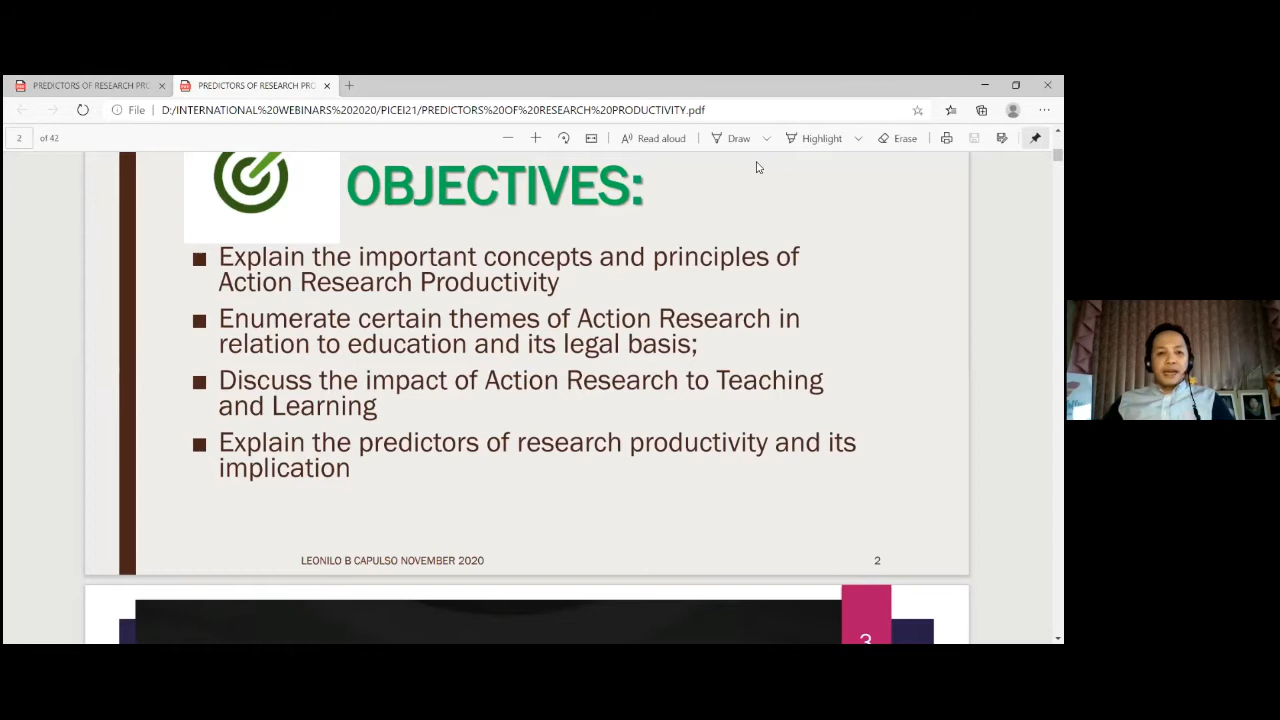 PREDICTORS OF RESEARCH PRO
PREDICTORS OF RESEARCH PRO
File
D:/INTERNATIONAL%20WEBINARS%202020/PICEI21/PREDICTORS%20OF%20RESEARCH%20PRODUCTIVITY.pdf
2 of 42
Read aloud
Draw
Highlight
Erase
OBJECTIVES:
Explain the important concepts and principles of
Action Research Productivity
Enumerate certain themes of Action Research in
relation to education and its legal basis;
Discuss the impact of Action Research to Teaching
and Learning
Explain the predictors of research productivity and its
implication
LEONILO B CAPULSO NOVEMBER 2020
2
3